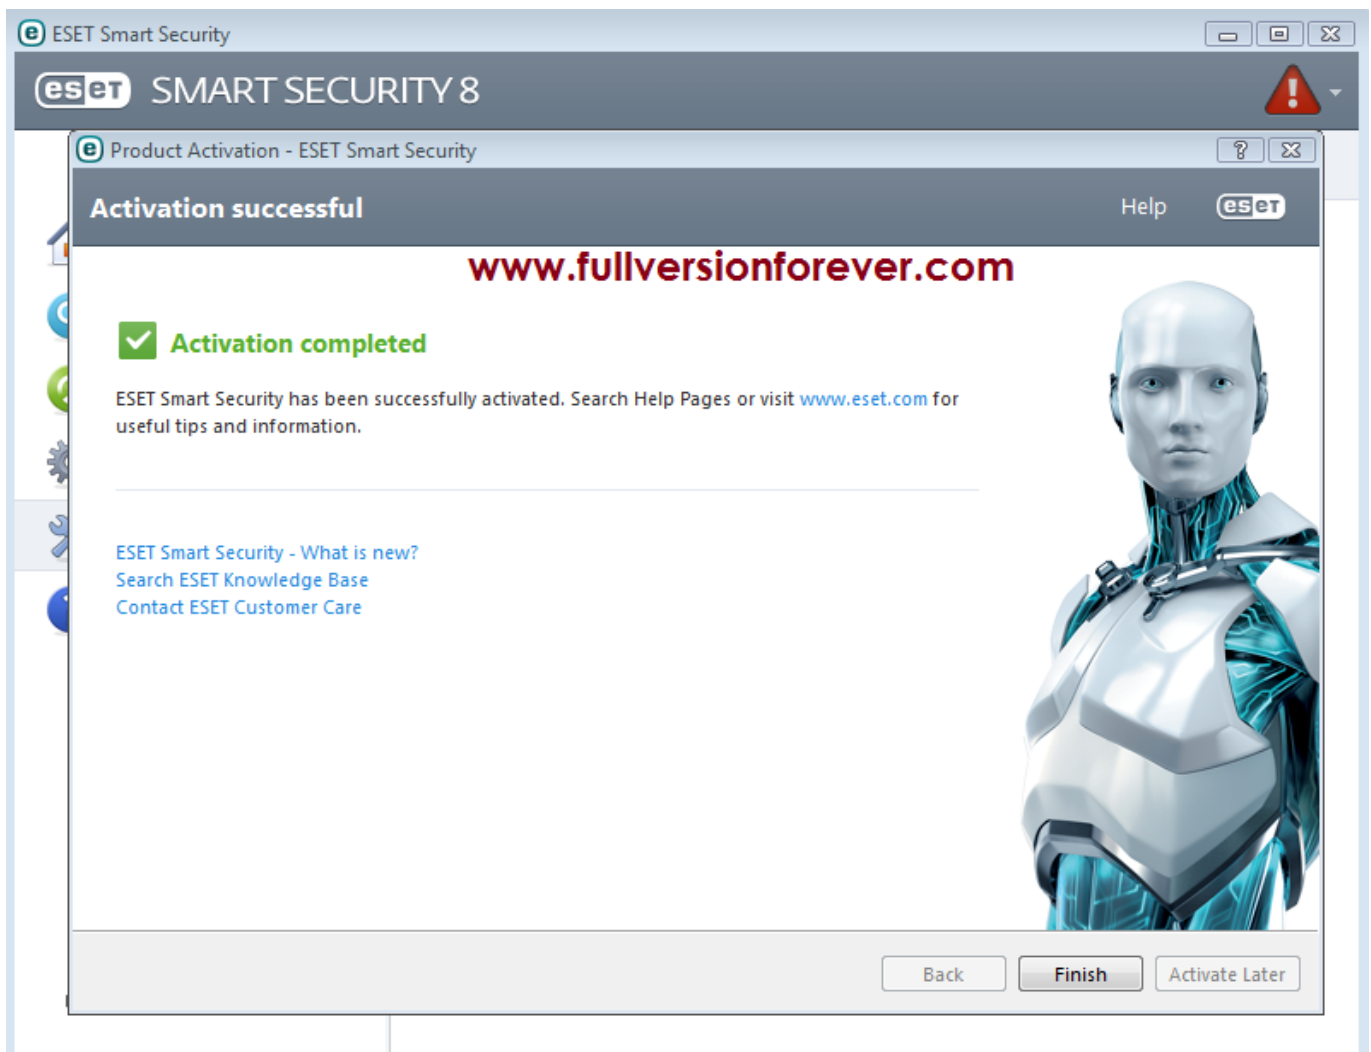 ESET Smart Security
eset SMART SECURITY 8
Product Activation - ESET Smart Security
Activation successful
Help
eset
www.fullversionforever.com
Activation completed
ESET Smart Security has been successfully activated. Search Help Pages or visit www.eset.com for
useful tips and information.
ESET Smart Security - What is new?
Search ESET Knowledge Base
Contact ESET Customer Care
Back
Finish
Activate Later